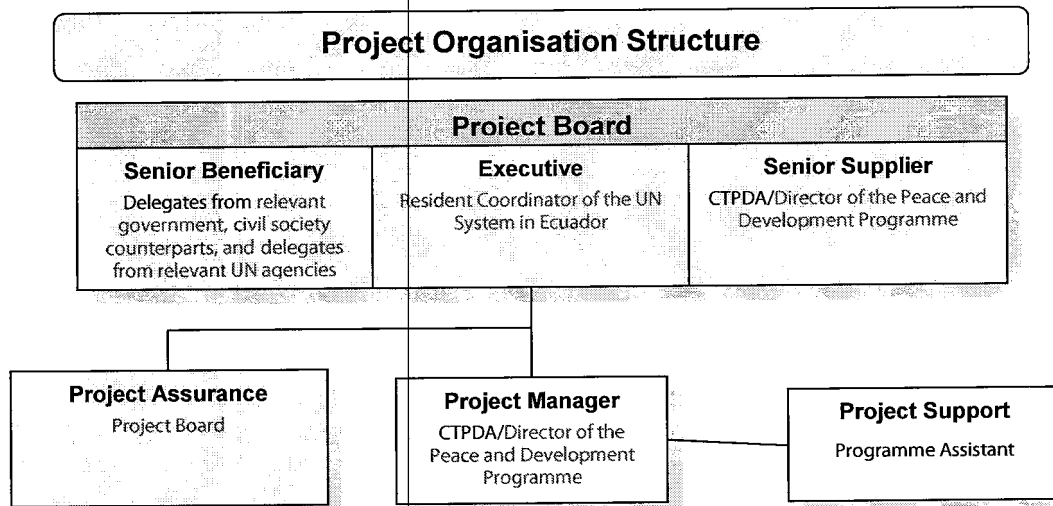 Project Organisation Structure
Project Board
Senior Beneficiary
Delegates from relevant
government, civil society
counterparts, and delegates
from relevant UN agencies
Executive
Resident Coordinator of the UN
System in Ecuador
Senior Supplier
CTPDA/Director of the Peace and
Development Programme
Project Assurance
Project Board
Project Manager
CTPDA/Director of the
Peace and Development
Programme
Project Support
Programme Assistant